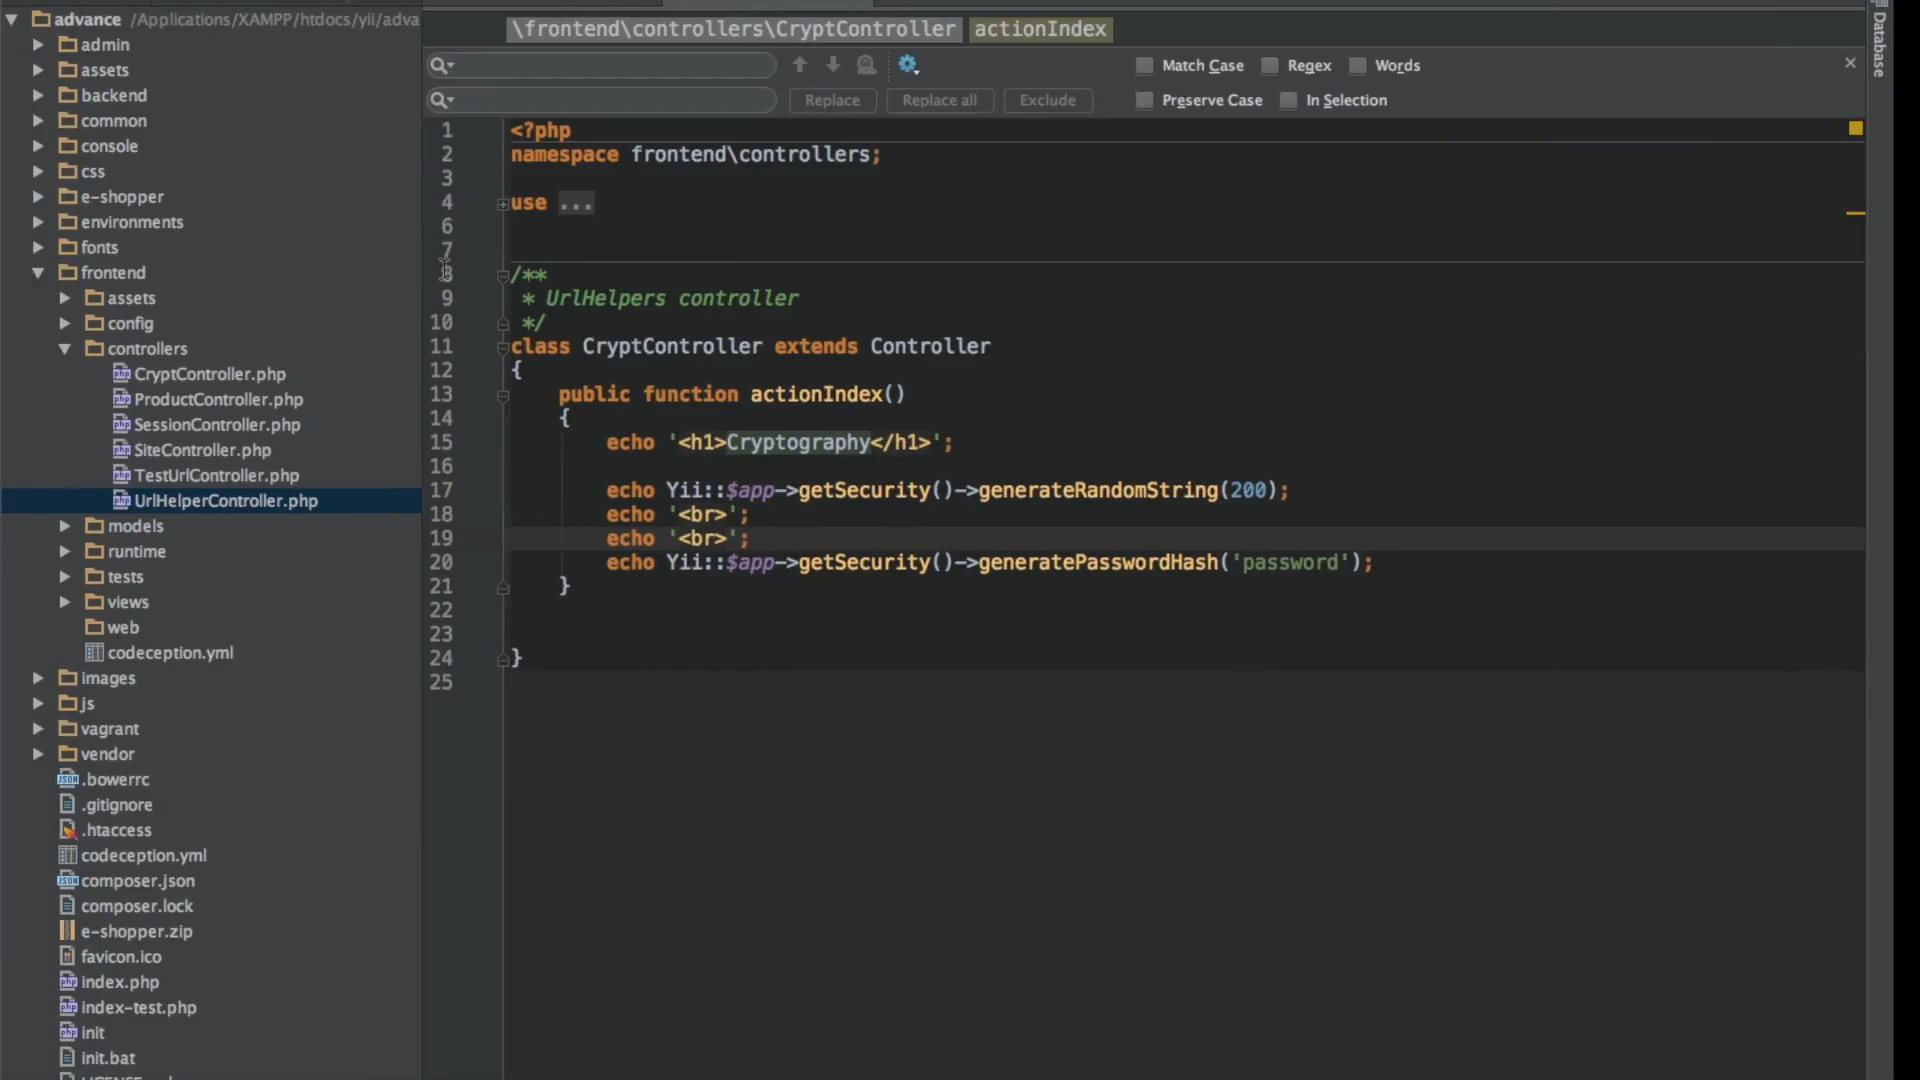 advance /Applications/XAMPP/htdocs/yii/adva
admin
assets
backend
common
console
css
e-shopper
environments
fonts
frontend
assets
config
controllers
CryptController.php
ProductController.php
SessionController.php
SiteController.php
TestUrlController.php
UrlHelperController.php
models
runtime
tests
views
web
codeception.yml
images
js
vagrant
vendor
.bowerrc
.gitignore
.htaccess
codeception.yml
composer.json
composer.lock
e-shopper.zip
favicon.ico
index.php
index-test.php
init
init.bat
\frontend\controllers\CryptController actionIndex
Match Case Regex Words
Replace Replace all Exclude Preserve Case In Selection
1 <?php
2 namespace frontend\controllers;
3
4 use ...
6
7
8 /**
9 * UrlHelpers controller
10 */
11 class CryptController extends Controller
12 {
13 public function actionIndex()
14 {
15 echo '<h1>Cryptography</h1>';
16
17 echo Yii::$app->getSecurity()->generateRandomString(200);
18 echo '<br>';
19 echo '<br>';
20 echo Yii::$app->getSecurity()->generatePasswordHash('password');
21 }
22
23
24 }
25
Database